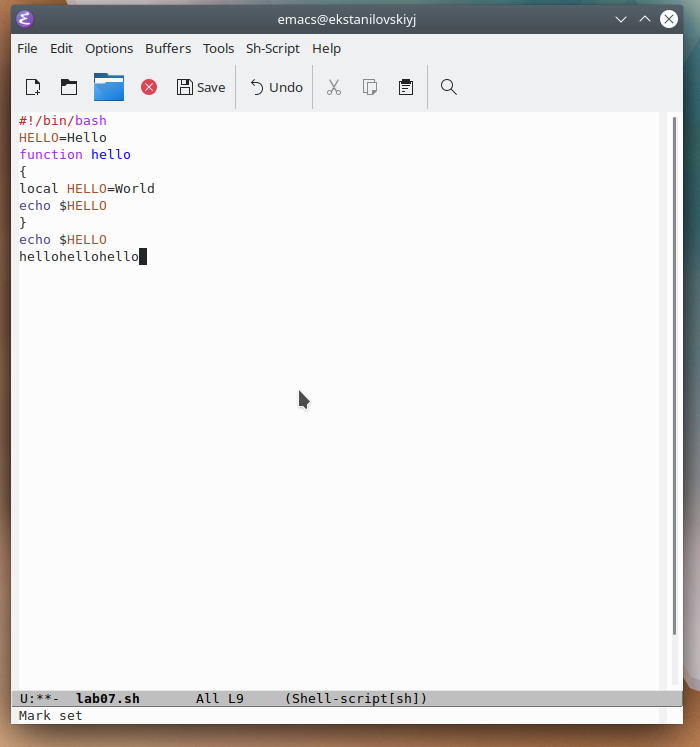 emacs@ekstanilovskiyj
File Edit Options Buffers Tools Sh-Script Help
Save Undo
#!/bin/bash
HELLO=Hello
function hello
{
local HELLO=World
echo $HELLO
}
echo $HELLO
hellohellohello
U:**- lab07.sh All L9 (Shell-script[sh])
Mark set